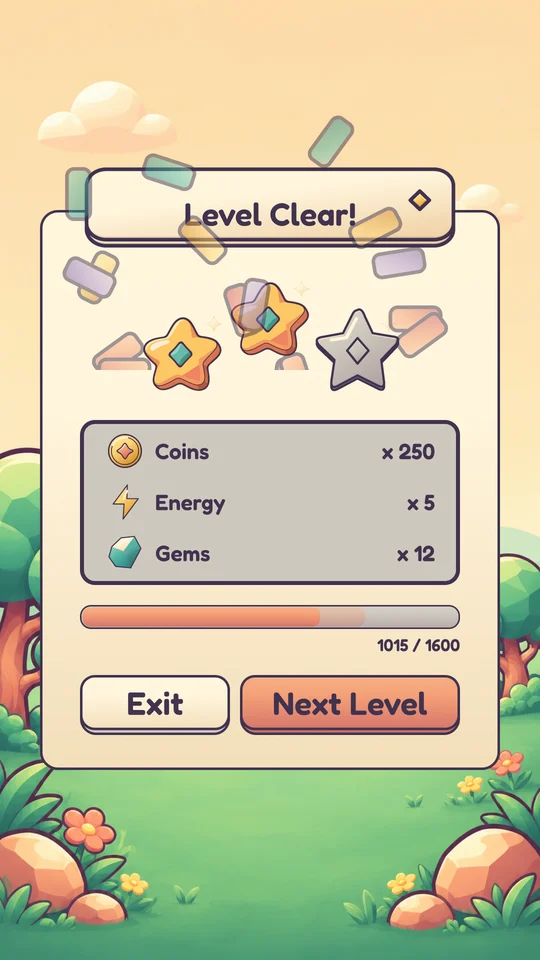 Level Clear!
Coins x 250
Energy x 5
Gems x 12
1015 / 1600
Exit Next Level